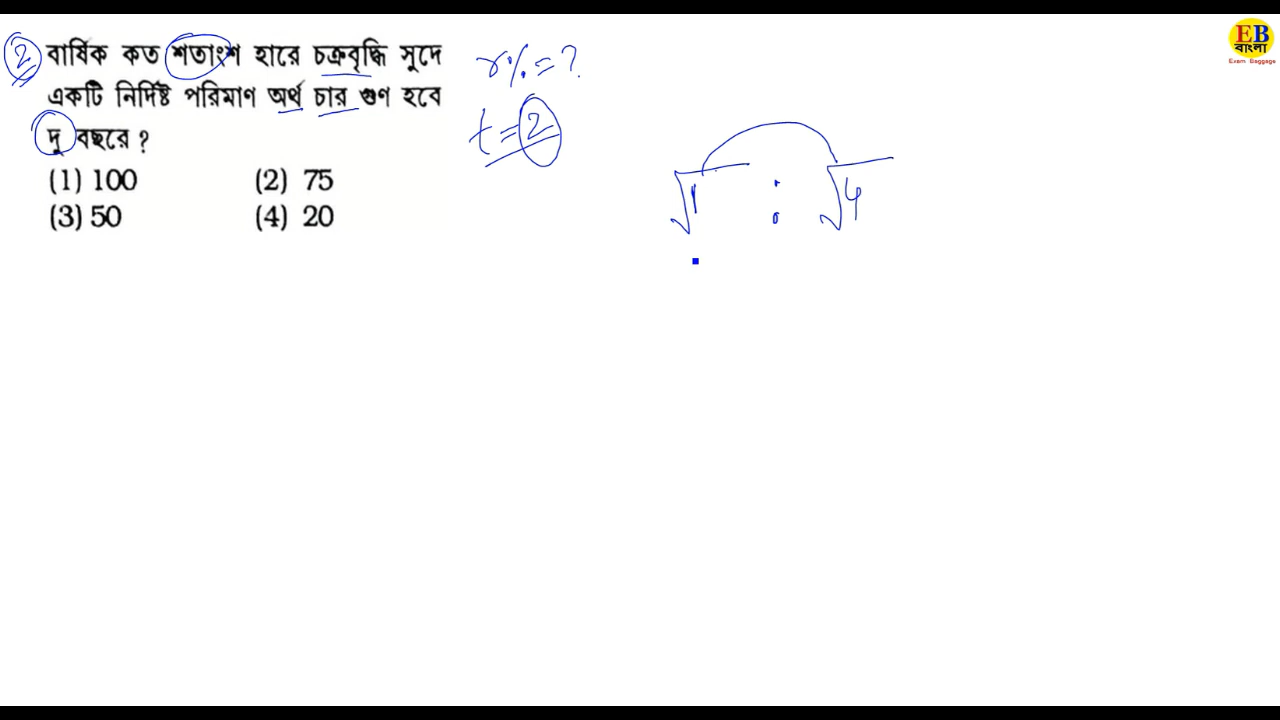 2 বার্ষিক কত শতাংশ হারে চক্রবৃদ্ধি সুদে
একটি নির্দিষ্ট পরিমাণ অর্থ চার গুণ হবে
দু বছরে ?
(1) 100 (2) 75
(3) 50 (4) 20
r% = ?
t = 2
√1 : √4
EB
বাংলা
Exam Baggage